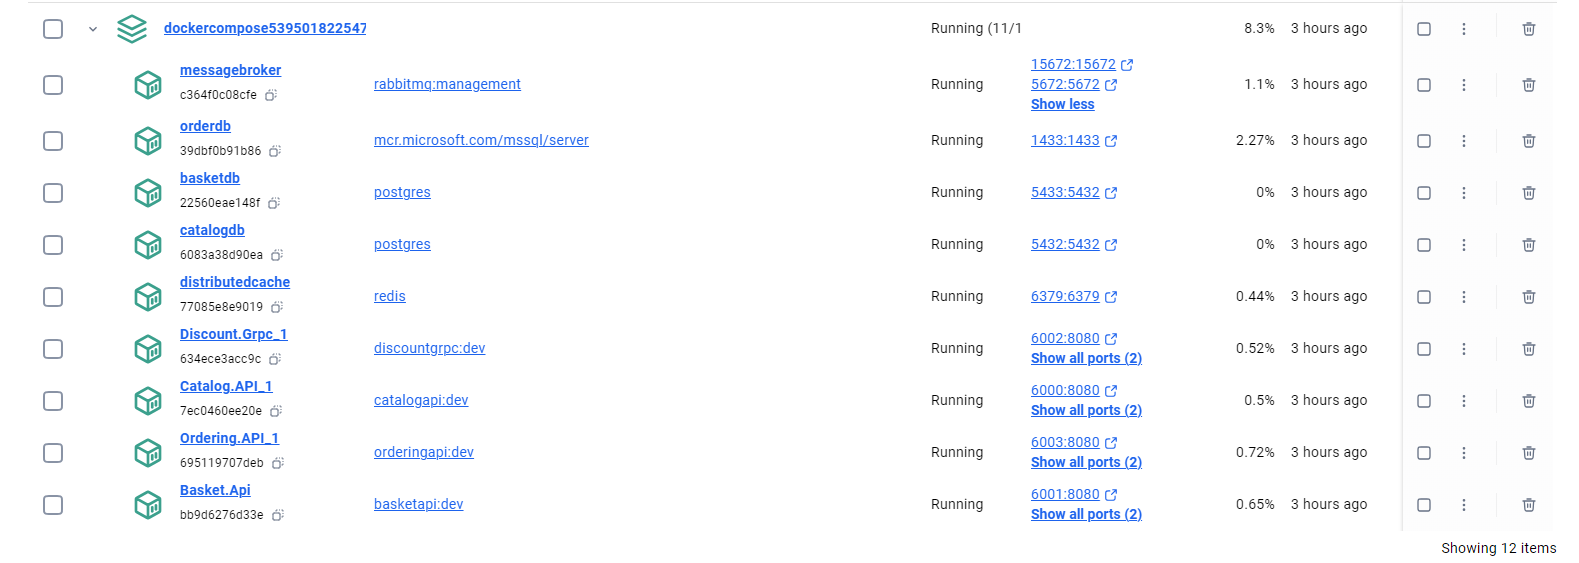 dockercompose539501822547 Running (11/1 8.3% 3 hours ago
messagebroker
c364f0c08cfe
rabbitmq:management Running
15672:15672
5672:5672
Show less
1.1% 3 hours ago
orderdb
39dbf0b91b86
mcr.microsoft.com/mssql/server Running 1433:1433 2.27% 3 hours ago
basketdb
22560eae148f
postgres Running 5433:5432 0% 3 hours ago
catalogdb
6083a38d90ea
postgres Running 5432:5432 0% 3 hours ago
distributedcache
77085e8e9019
redis Running 6379:6379 0.44% 3 hours ago
Discount.Grpc_1
634ece3acc9c
discountgrpc:dev Running
6002:8080
Show all ports (2)
0.52% 3 hours ago
Catalog.API_1
7ec0460ee20e
catalogapi:dev Running
6000:8080
Show all ports (2)
0.5% 3 hours ago
Ordering.API_1
695119707deb
orderingapi:dev Running
6003:8080
Show all ports (2)
0.72% 3 hours ago
Basket.Api
bb9d6276d33e
basketapi:dev Running
6001:8080
Show all ports (2)
0.65% 3 hours ago
Showing 12 items